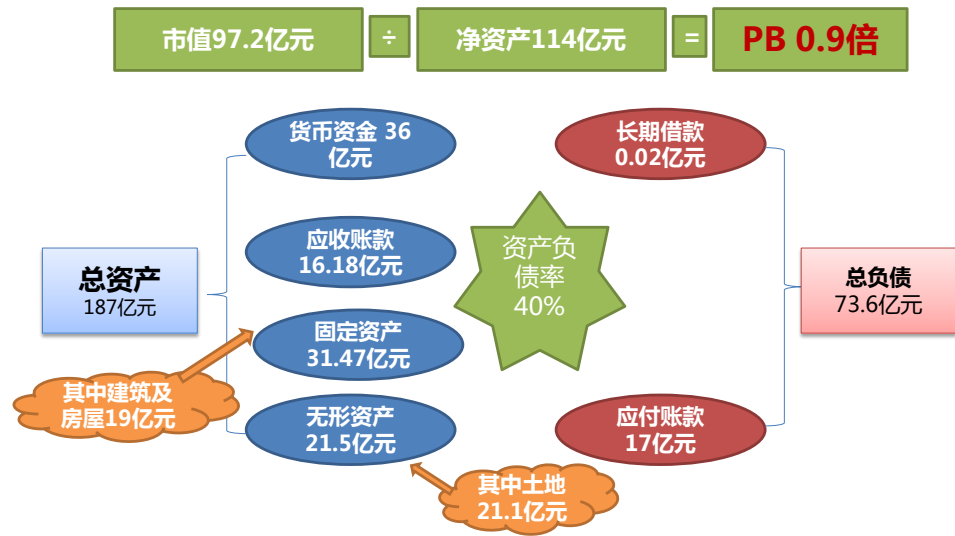 市值97.2亿元 ÷ 净资产114亿元 = PB 0.9倍
货币资金 36
亿元
长期借款
0.02亿元
应收账款
16.18亿元
资产负
债率
40%
总资产
187亿元
总负债
73.6亿元
固定资产
31.47亿元
其中建筑及
房屋19亿元
无形资产
21.5亿元
应付账款
17亿元
其中土地
21.1亿元